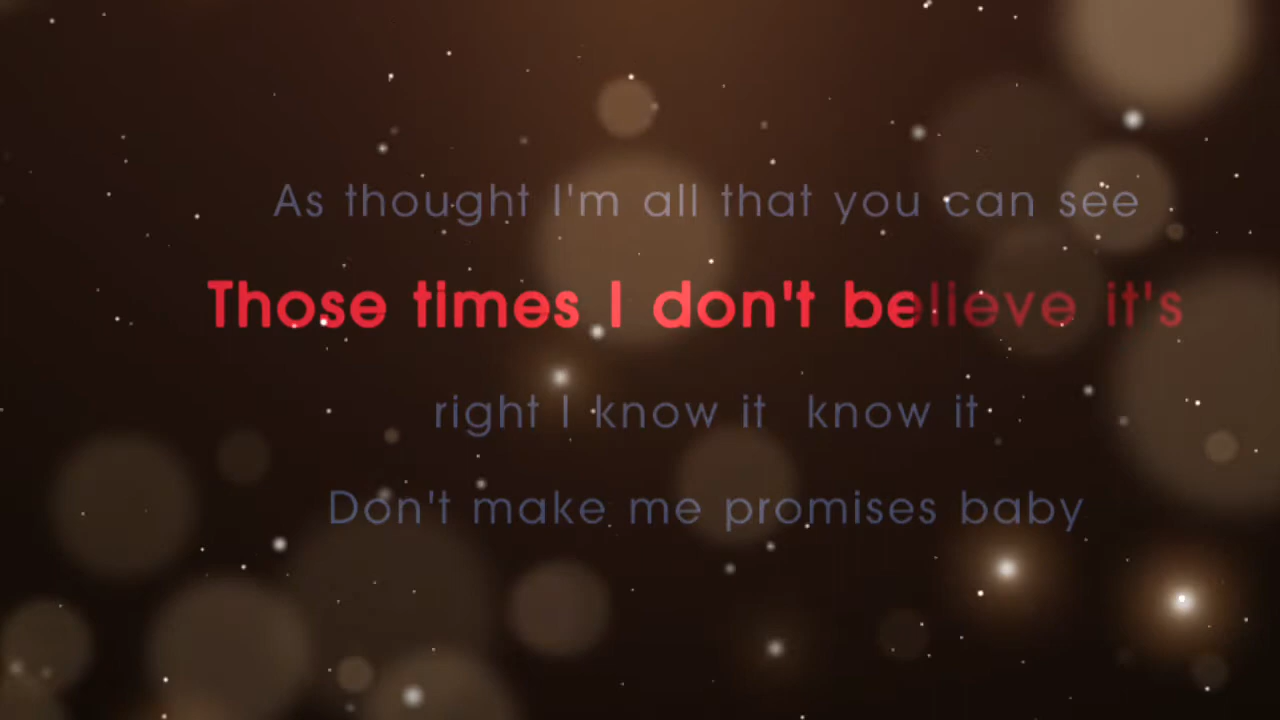 As thought I'm all that you can see
Those times I don't believe it's
right I know it know it
Don't make me promises baby